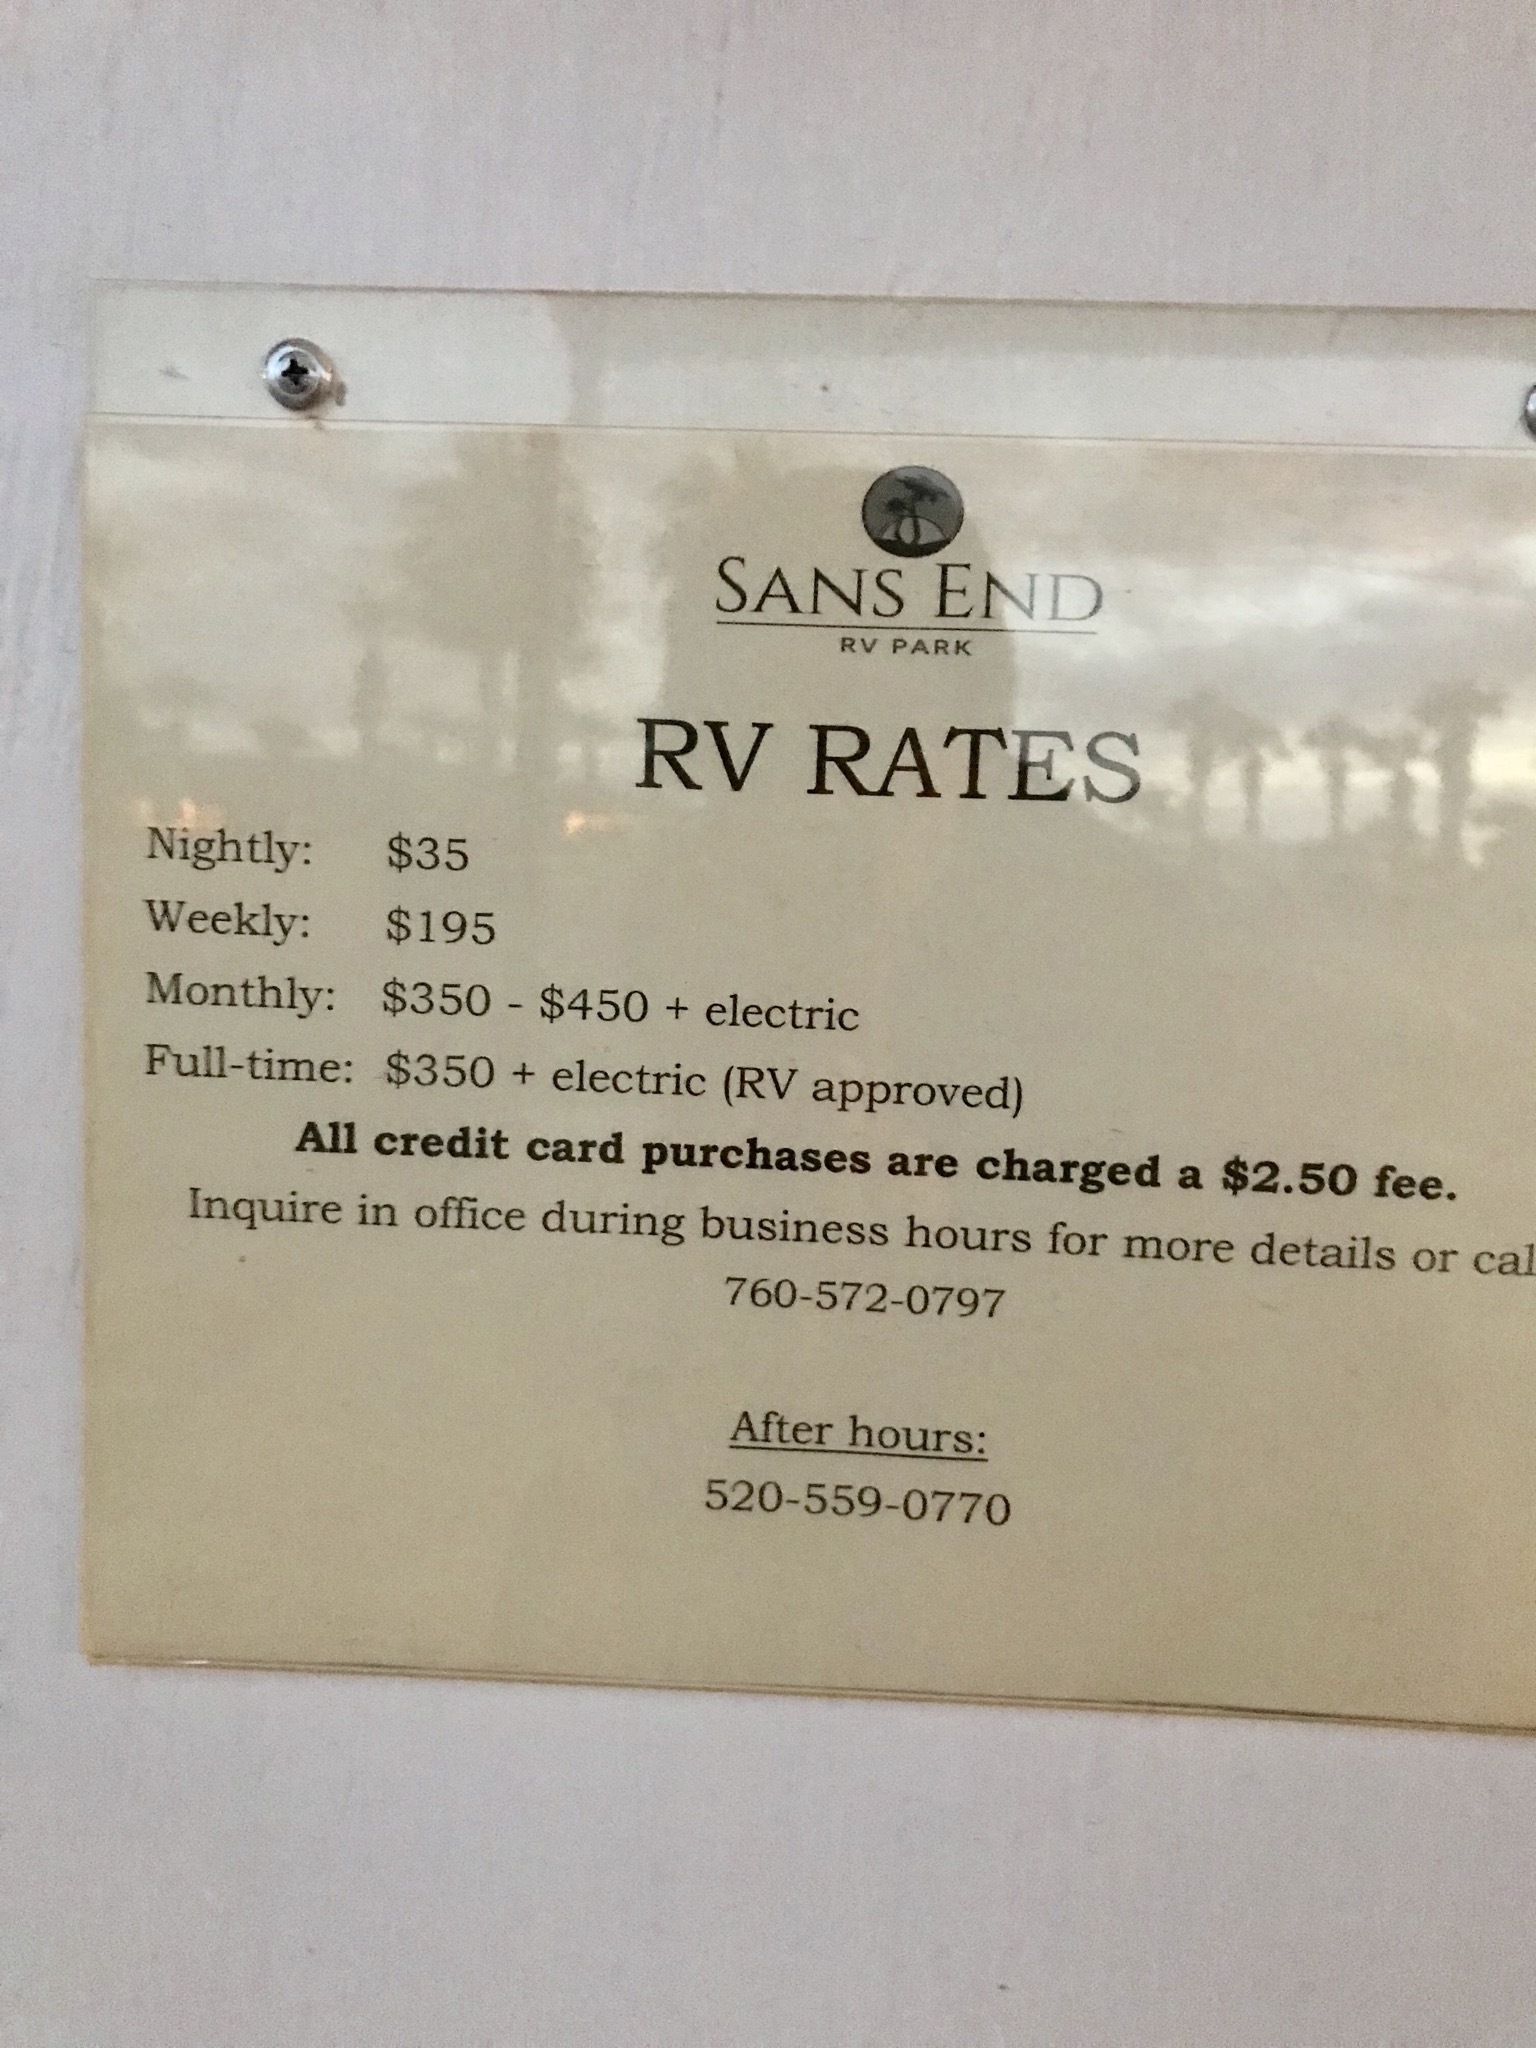 SANS END
RV PARK
RV RATES
Nightly: $35
Weekly: $195
Monthly: $350 - $450 + electric
Full-time: $350 + electric (RV approved)
All credit card purchases are charged a $2.50 fee.
Inquire in office during business hours for more details or cal
760-572-0797
After hours:
520-559-0770